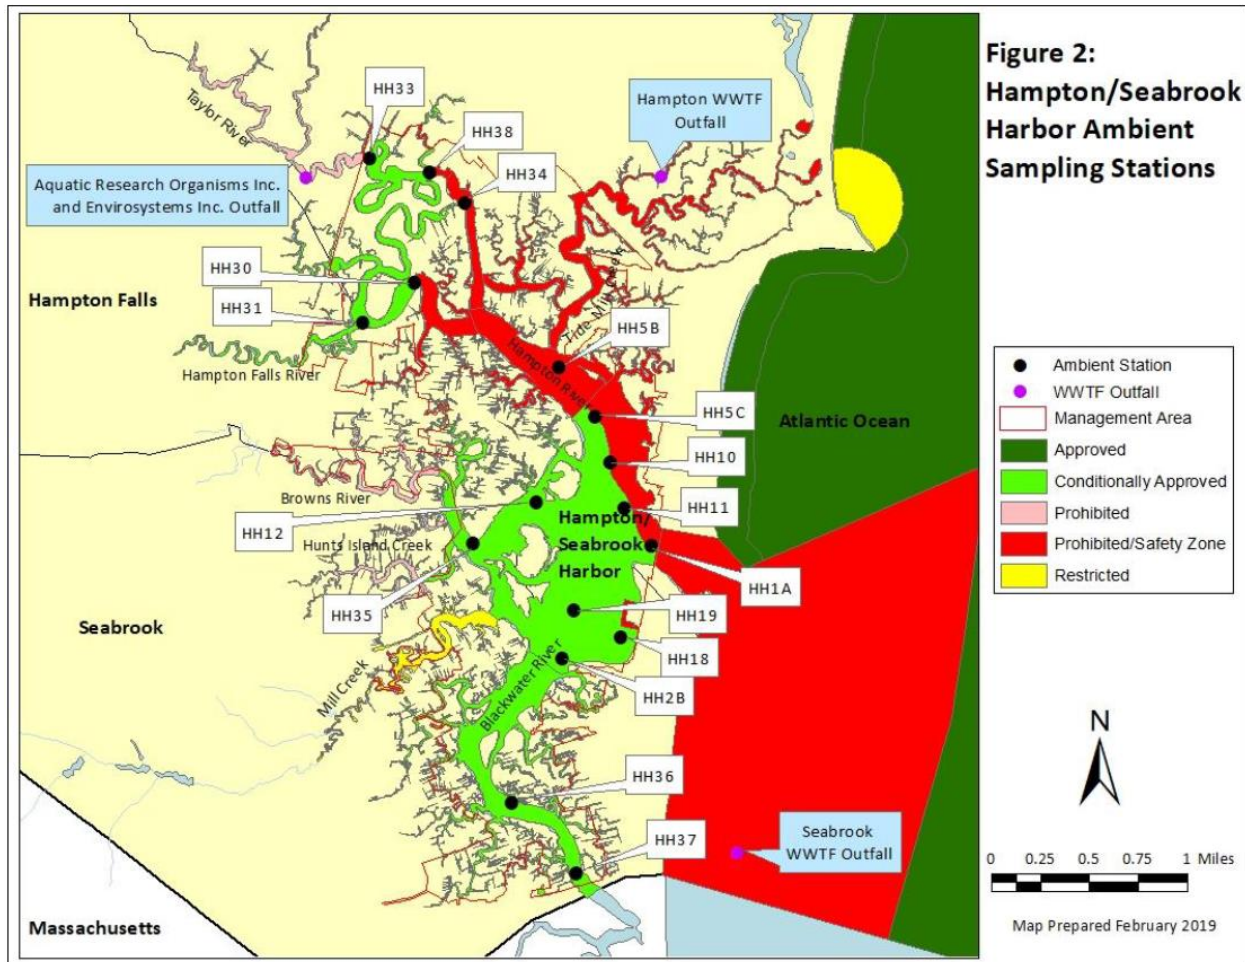 Figure 2:
Hampton/Seabrook
Harbor Ambient
Sampling Stations
Taylor River
HH33
HH38
Hampton WWTF
Outfall
HH34
Aquatic Research Organisms Inc.
and Envirosystems Inc. Outfall
HH30
Hampton Falls
HH31
Tide Mill Creek
HH5B
Hampton River
Hampton Falls River
HH5C
Atlantic Ocean
HH10
Browns River
HH12
HH11
Hampton/
Seabrook
Harbor
Hunts Island Creek
HH1A
HH35
HH19
Seabrook
HH18
Mill Creek
Blackwater River
HH2B
HH36
HH37
Seabrook
WWTF Outfall
Massachusetts
Ambient Station
WWTF Outfall
Management Area
Approved
Conditionally Approved
Prohibited
Prohibited/Safety Zone
Restricted
N
0 0.25 0.5 0.75 1 Miles
Map Prepared February 2019